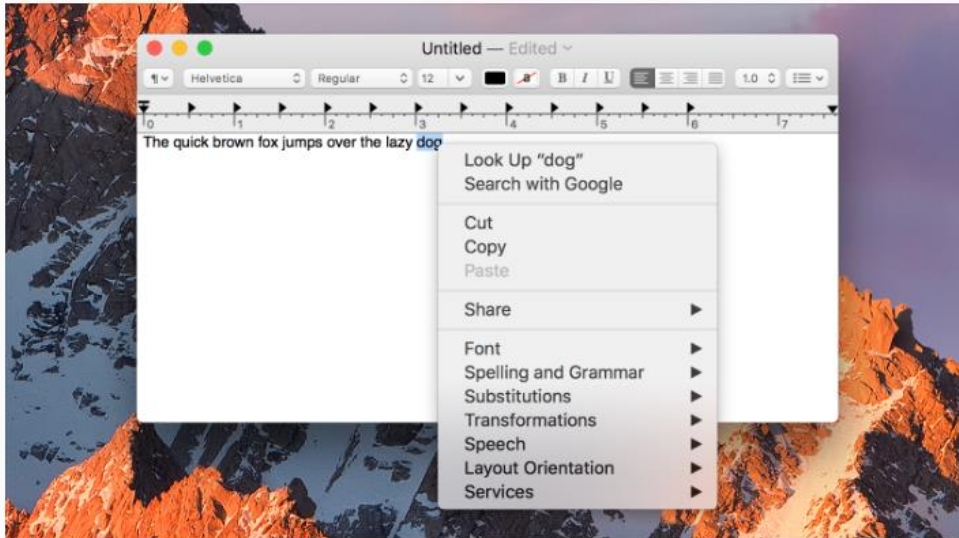 Untitled — Edited
¶ Helvetica Regular 12 a B I U 1.0
0 1 2 3 4 5 6 7
The quick brown fox jumps over the lazy dog
Look Up “dog”
Search with Google
Cut
Copy
Paste
Share
Font
Spelling and Grammar
Substitutions
Transformations
Speech
Layout Orientation
Services